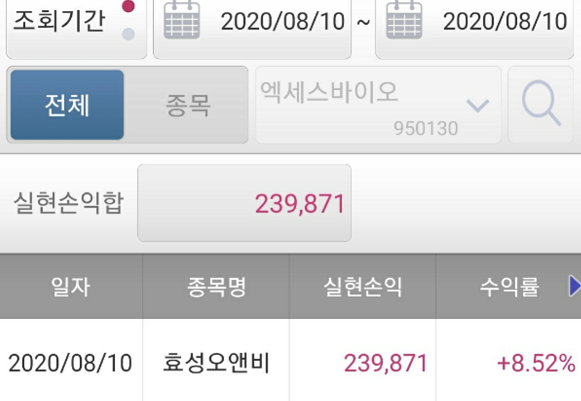 조회기간 2020/08/10 ~ 2020/08/10
전체 종목 엑세스바이오
950130
실현손익합 239,871
일자 종목명 실현손익 수익률
2020/08/10 효성오앤비 239,871 +8.52%